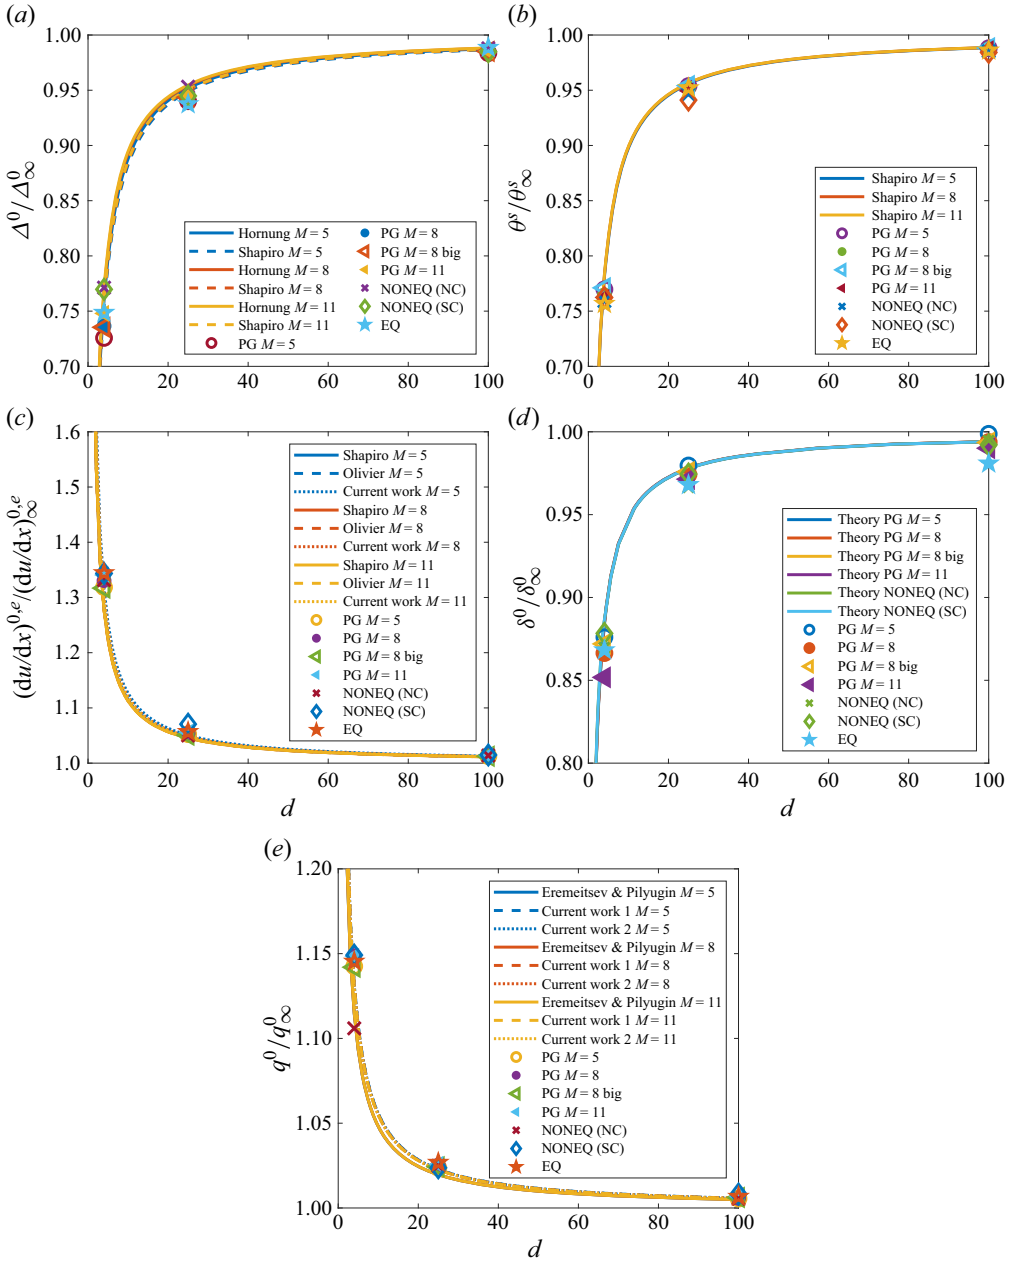 (a)
1.00
0.95
0.90
0.85
0.80
0.75
0.70
Δ⁰/Δ⁰∞
0 20 40 60 80 100
Hornung M = 5
Shapiro M = 5
Hornung M = 8
Shapiro M = 8
Hornung M = 11
Shapiro M = 11
PG M = 5
PG M = 8
PG M = 8 big
PG M = 11
NONEQ (NC)
NONEQ (SC)
EQ
(b)
1.00
0.95
0.90
0.85
0.80
0.75
0.70
θˢ/θˢ∞
0 20 40 60 80 100
Shapiro M = 5
Shapiro M = 8
Shapiro M = 11
PG M = 5
PG M = 8
PG M = 8 big
PG M = 11
NONEQ (NC)
NONEQ (SC)
EQ
(c)
1.6
1.5
1.4
1.3
1.2
1.1
1.0
(du/dx)⁰,ᵉ/(du/dx)⁰,ᵉ∞
0 20 40 60 80 100
d
Shapiro M = 5
Olivier M = 5
Current work M = 5
Shapiro M = 8
Olivier M = 8
Current work M = 8
Shapiro M = 11
Olivier M = 11
Current work M = 11
PG M = 5
PG M = 8
PG M = 8 big
PG M = 11
NONEQ (NC)
NONEQ (SC)
EQ
(d)
1.00
0.95
0.90
0.85
0.80
δ⁰/δ⁰∞
0 20 40 60 80 100
d
Theory PG M = 5
Theory PG M = 8
Theory PG M = 8 big
Theory PG M = 11
Theory NONEQ (NC)
Theory NONEQ (SC)
PG M = 5
PG M = 8
PG M = 8 big
PG M = 11
NONEQ (NC)
NONEQ (SC)
EQ
(e)
1.20
1.15
1.10
1.05
1.00
q⁰/q⁰∞
0 20 40 60 80 100
d
Eremeitsev & Pilyugin M = 5
Current work 1 M = 5
Current work 2 M = 5
Eremeitsev & Pilyugin M = 8
Current work 1 M = 8
Current work 2 M = 8
Eremeitsev & Pilyugin M = 11
Current work 1 M = 11
Current work 2 M = 11
PG M = 5
PG M = 8
PG M = 8 big
PG M = 11
NONEQ (NC)
NONEQ (SC)
EQ